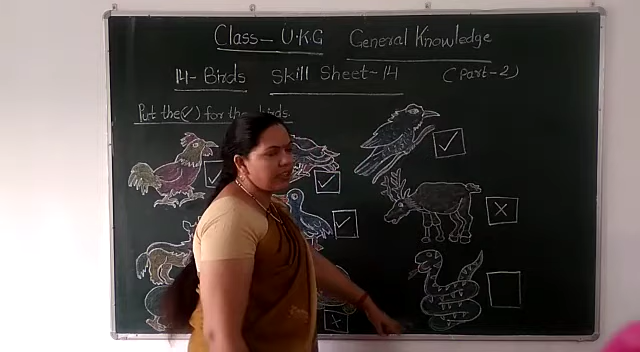 Class - U.K.G General Knowledge
14 - Birds Skill Sheet - 14 (Part - 2)
Put the (✓) for the birds.